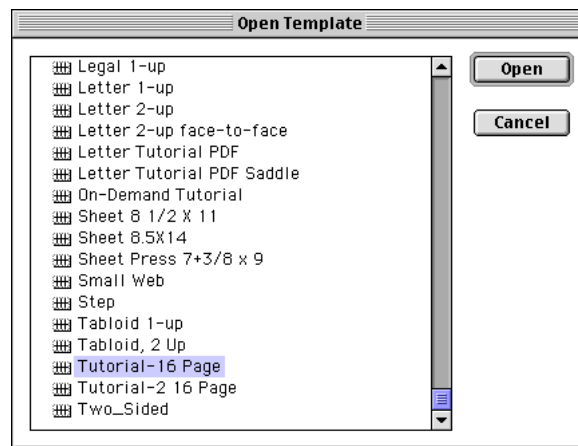 Open Template
Legal 1-up
Letter 1-up
Letter 2-up
Letter 2-up face-to-face
Letter Tutorial PDF
Letter Tutorial PDF Saddle
On-Demand Tutorial
Sheet 8 1/2 X 11
Sheet 8.5X14
Sheet Press 7+3/8 x 9
Small Web
Step
Tabloid 1-up
Tabloid, 2 Up
Tutorial-16 Page
Tutorial-2 16 Page
Two_Sided
Open
Cancel